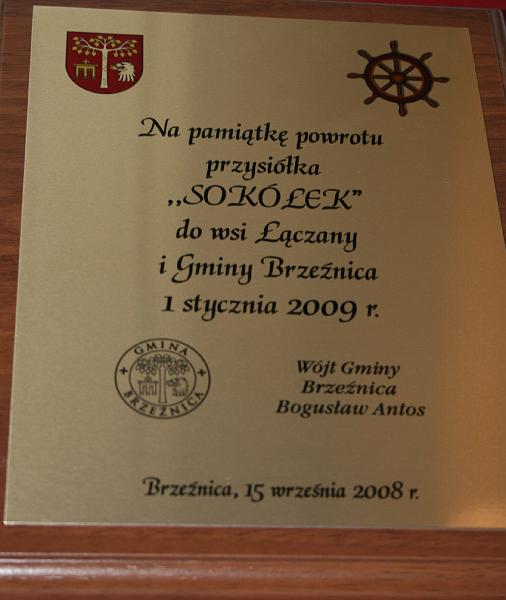 Na pamiątkę powrotu
przysiółka
,,SOKÓŁEK”
do wsi Łączany
i Gminy Brzeźnica
1 stycznia 2009 r.
GMINA
BRZEŹNICA
Wójt Gminy
Brzeźnica
Bogusław Antos
Brzeźnica, 15 września 2008 r.